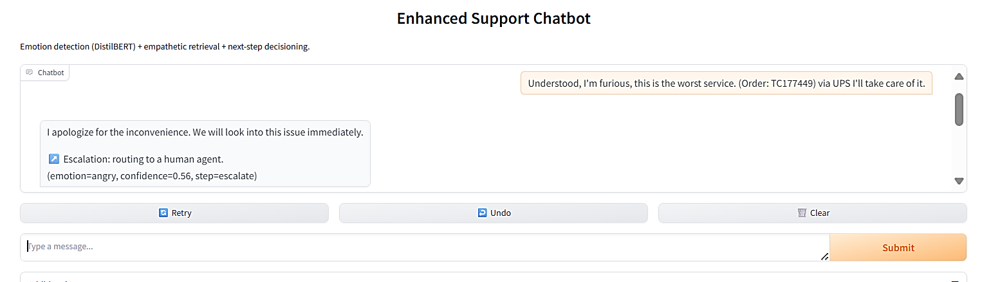 Enhanced Support Chatbot
Emotion detection (DistilBERT) + empathetic retrieval + next-step decisioning.
Chatbot
Understood, I'm furious, this is the worst service. (Order: TC177449) via UPS I'll take care of it.
I apologize for the inconvenience. We will look into this issue immediately.
↗️ Escalation: routing to a human agent.
(emotion=angry, confidence=0.56, step=escalate)
🔄 Retry
↩️ Undo
🗑️ Clear
Type a message...
Submit